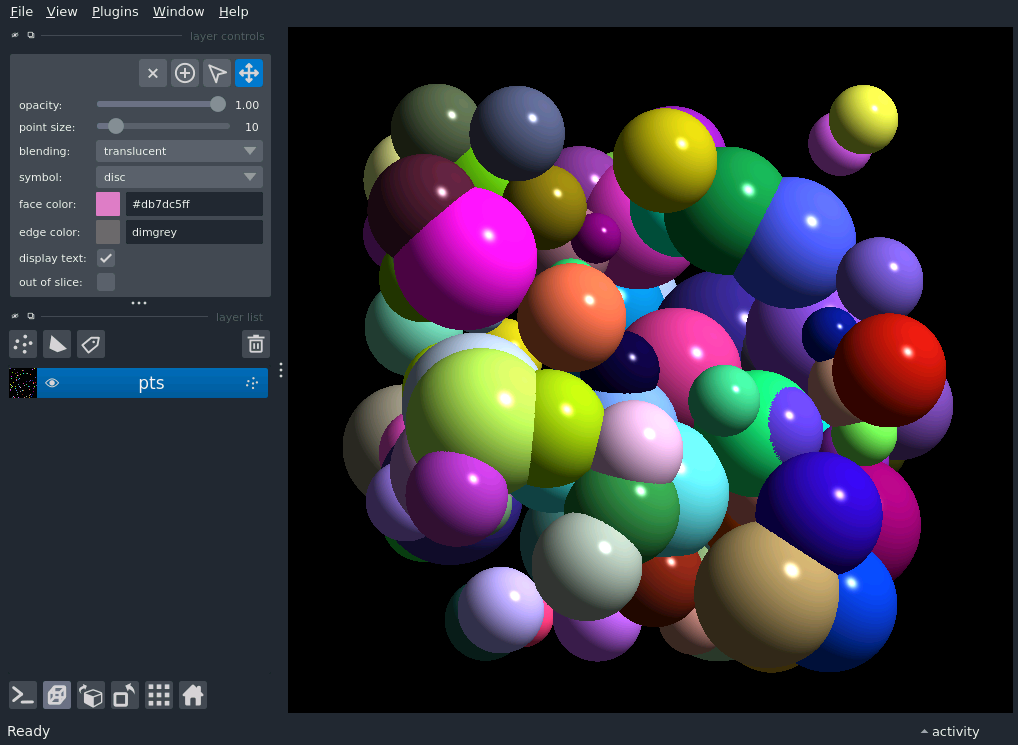 File View Plugins Window Help
layer controls
opacity: 1.00
point size: 10
blending: translucent
symbol: disc
face color: #db7dc5ff
edge color: dimgrey
display text:
out of slice:
layer list
pts
Ready activity